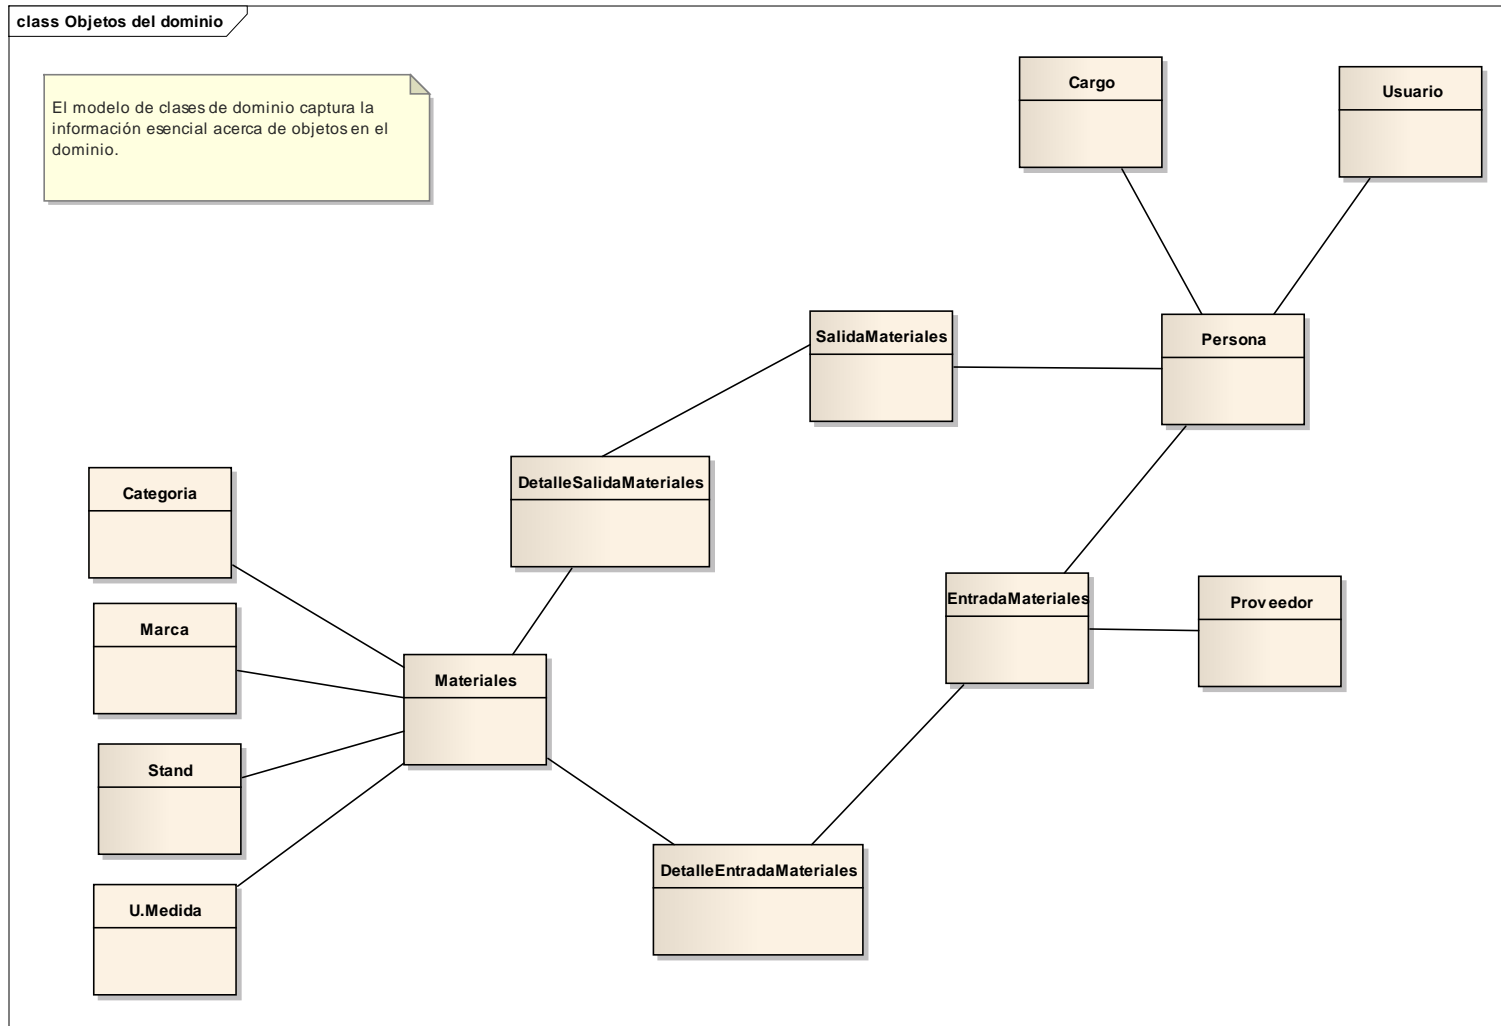 class Objetos del dominio
El modelo de clases de dominio captura la
información esencial acerca de objetos en el
dominio.
Cargo
Usuario
SalidaMateriales
Persona
Categoria
DetalleSalidaMateriales
EntradaMateriales
Proveedor
Marca
Materiales
Stand
DetalleEntradaMateriales
U.Medida